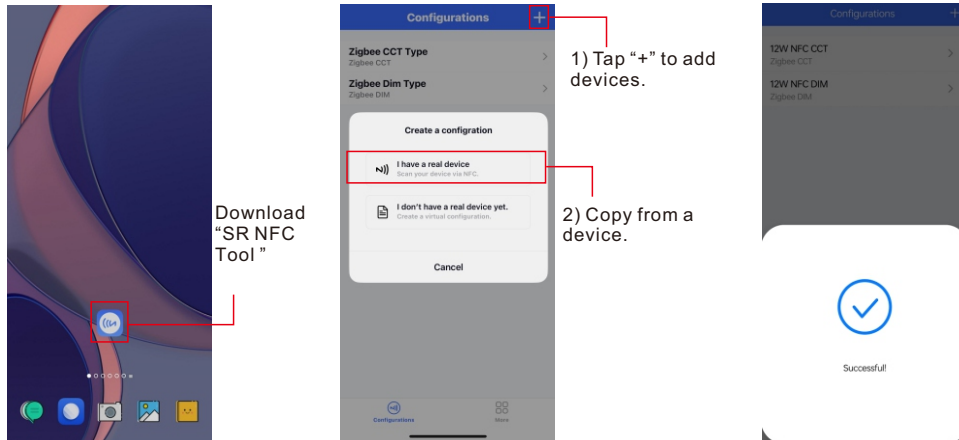 Download
“SR NFC
Tool ”
Configurations +
Zigbee CCT Type
Zigbee CCT
Zigbee Dim Type
Zigbee DIM
Create a configration
I have a real device
Scan your device via NFC.
I don't have a real device yet.
Create a virtual configuration.
Cancel
Configurations
More
1) Tap “+” to add
devices.
2) Copy from a
device.
Configurations +
12W NFC CCT
Zigbee CCT
12W NFC DIM
Zigbee DIM
Successful!